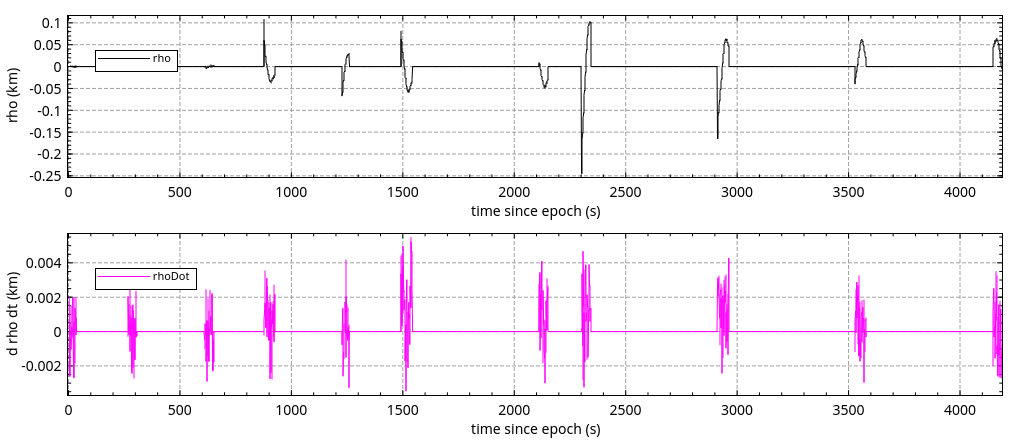 0.1
0.05
0
-0.05
-0.1
-0.15
-0.2
-0.25
rho (km)
rho
0 500 1000 1500 2000 2500 3000 3500 4000
time since epoch (s)
0.004
0.002
0
-0.002
d rho dt (km)
rhoDot
0 500 1000 1500 2000 2500 3000 3500 4000
time since epoch (s)